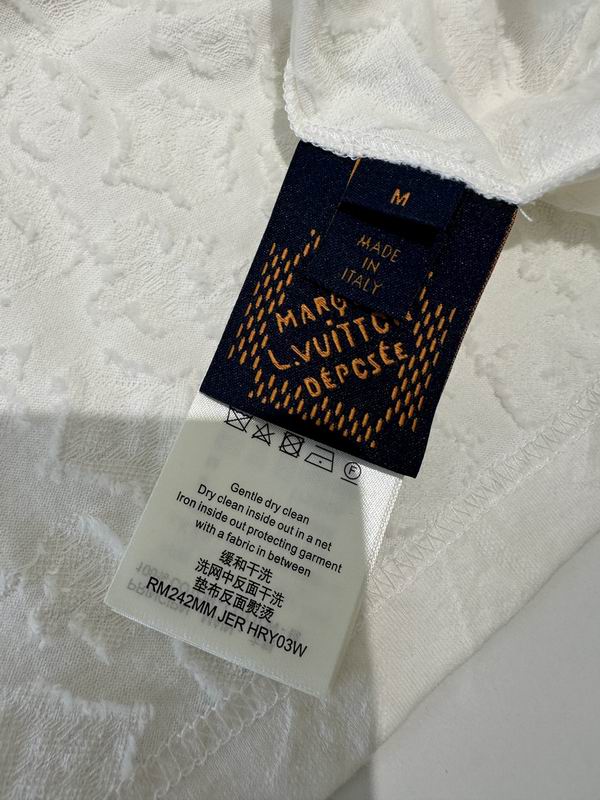 M
MADE
IN
ITALY
L.VUITTON
DÉPOSÉE
F
Gentle dry clean
Dry clean inside out in a net
Iron inside out protecting garment
with a fabric in between
缓和干洗
洗网中反面干洗
垫布反面熨烫
RM242MM JER HRY03W